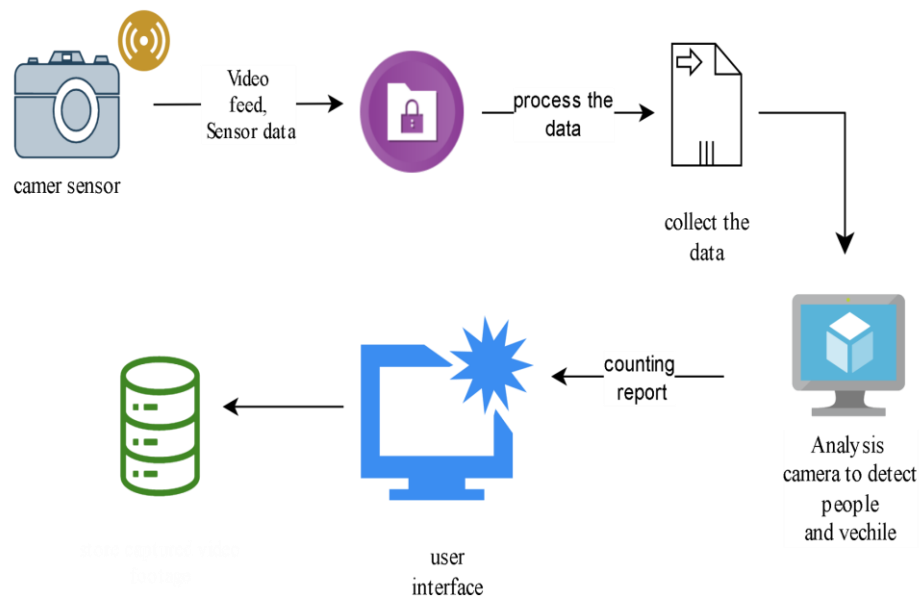 Video
feed,
Sensor data
process the
data
camer sensor
collect the
data
counting
report
Analysis
camera to detect
people
and vechile
user
interface